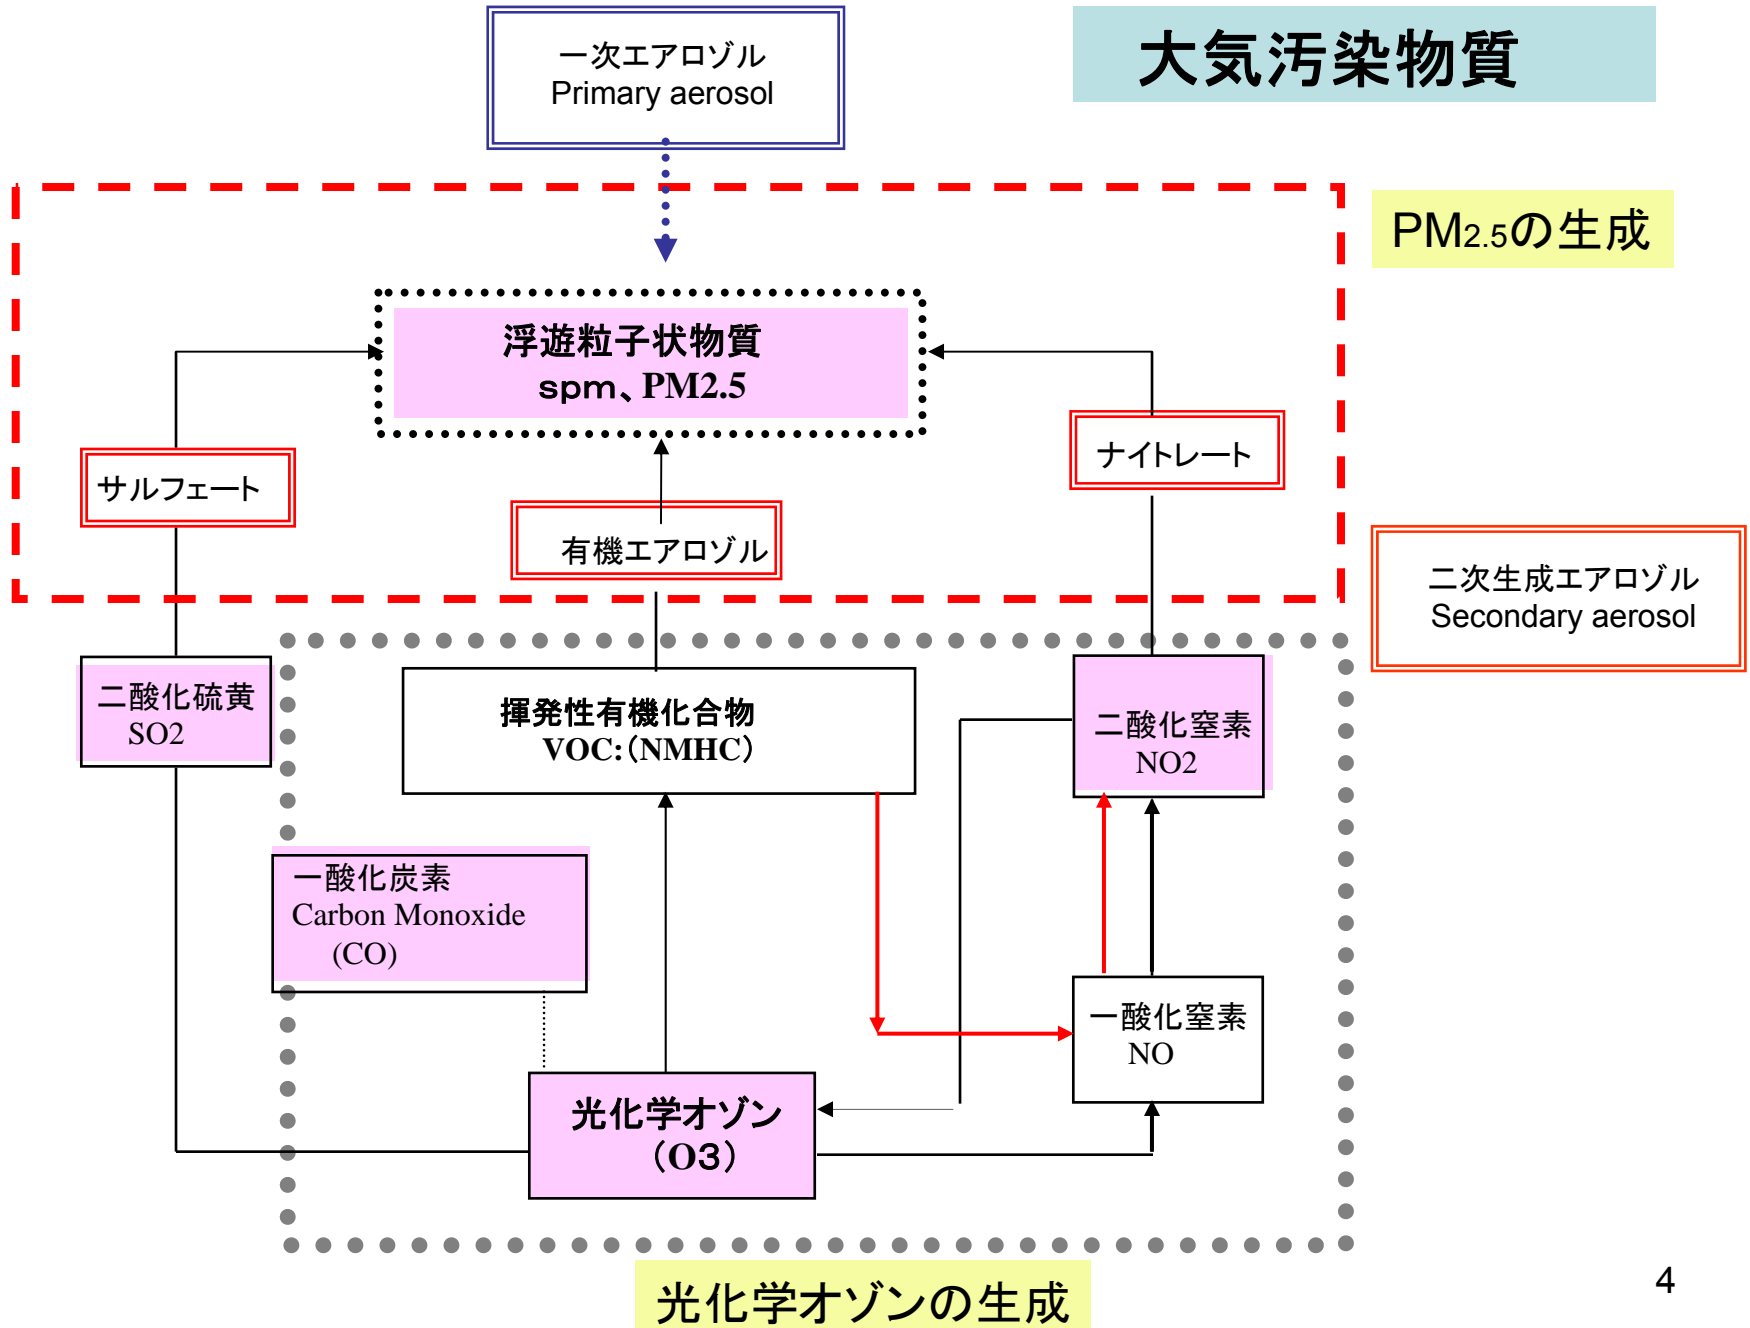 一次エアロゾル
Primary aerosol
大気汚染物質
PM2.5の生成
浮遊粒子状物質
spm、PM2.5
サルフェート
ナイトレート
有機エアロゾル
二次生成エアロゾル
Secondary aerosol
二酸化硫黄
SO2
揮発性有機化合物
VOC:（NMHC）
二酸化窒素
NO2
一酸化炭素
Carbon Monoxide
(CO)
一酸化窒素
NO
光化学オゾン
（O3）
光化学オゾンの生成
4